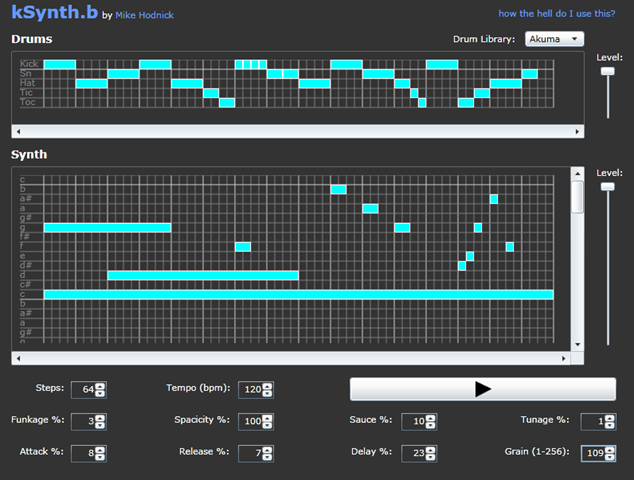 kSynth.b by Mike Hodnick
how the hell do I use this?
Drums
Drum Library: Akuma
Level:
Kick
Sn
Hat
Tic
Toc
Synth
Level:
c
b
a#
a
g#
g
f
e
d#
d
c#
c
b
a#
a
g#
Steps: 64
Tempo (bpm): 120
Funkage %: 3
Spacicity %: 100
Sauce %: 10
Tunage %: 1
Attack %: 8
Release %: 7
Delay %: 23
Grain (1-256): 109